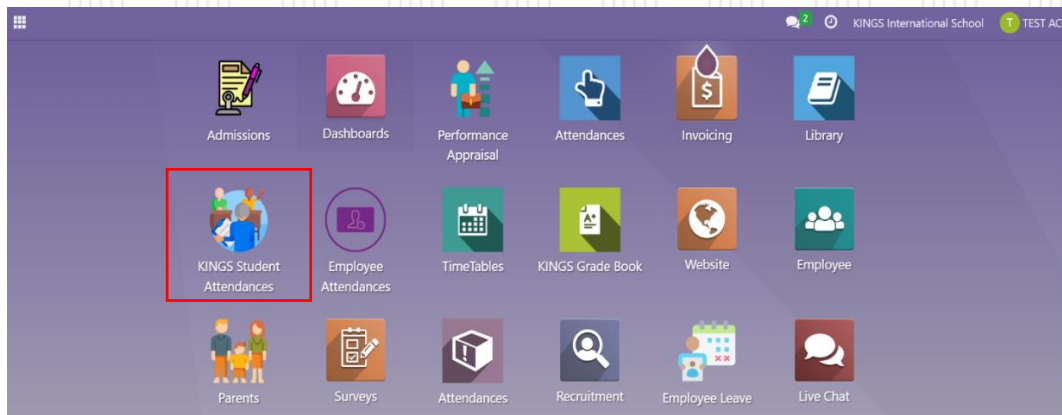 2
KINGS International School
T
TEST AC
Admissions
Dashboards
Performance
Appraisal
Attendances
Invoicing
Library
KINGS Student
Attendances
Employee
Attendances
TimeTables
KINGS Grade Book
Website
Employee
Parents
Surveys
Attendances
Recruitment
Employee Leave
Live Chat